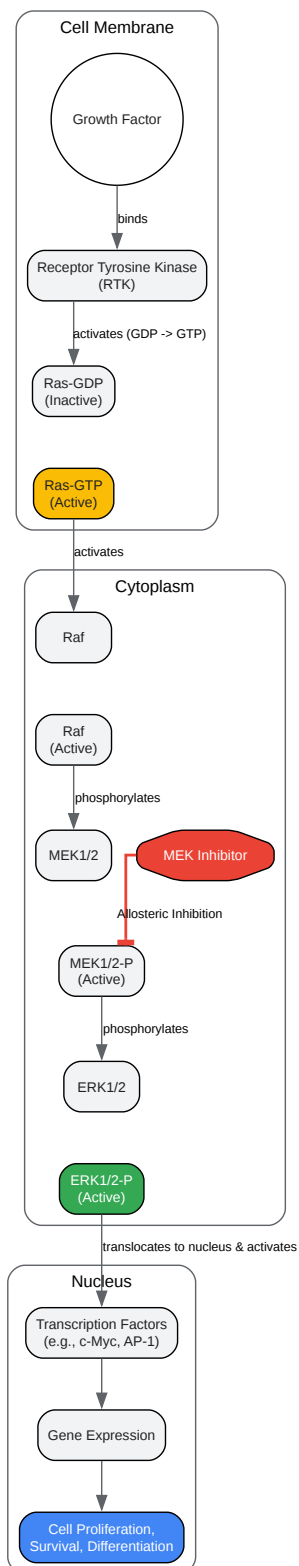 Cell Membrane
Growth Factor
binds
Receptor Tyrosine Kinase
(RTK)
activates (GDP -> GTP)
Ras-GDP
(Inactive)
Ras-GTP
(Active)
activates
Cytoplasm
Raf
Raf
(Active)
phosphorylates
MEK1/2
MEK Inhibitor
Allosteric Inhibition
MEK1/2-P
(Active)
phosphorylates
ERK1/2
ERK1/2-P
(Active)
translocates to nucleus & activates
Nucleus
Transcription Factors
(e.g., c-Myc, AP-1)
Gene Expression
Cell Proliferation,
Survival, Differentiation